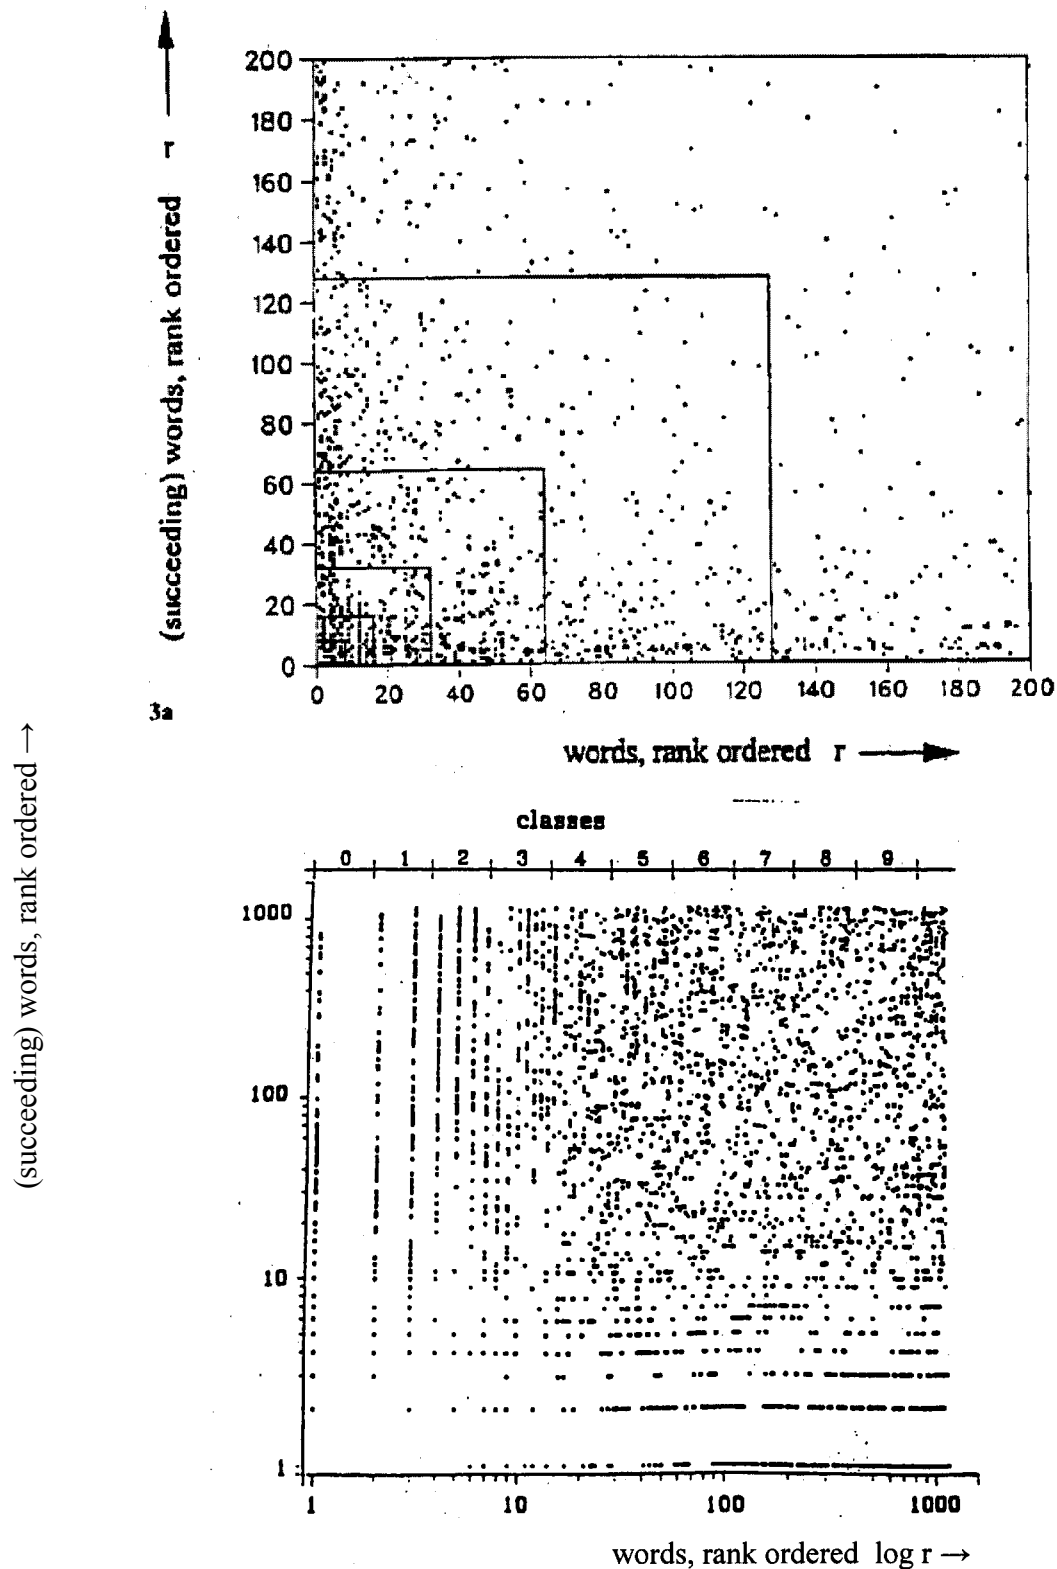 (succeeding) words, rank ordered r
200
180
160
140
120
100
80
60
40
20
0
0 20 40 60 80 100 120 140 160 180 200
3a
words, rank ordered r
classes
0 1 2 3 4 5 6 7 8 9
(succeeding) words, rank ordered →
1000
100
10
1
1 10 100 1000
words, rank ordered log r →